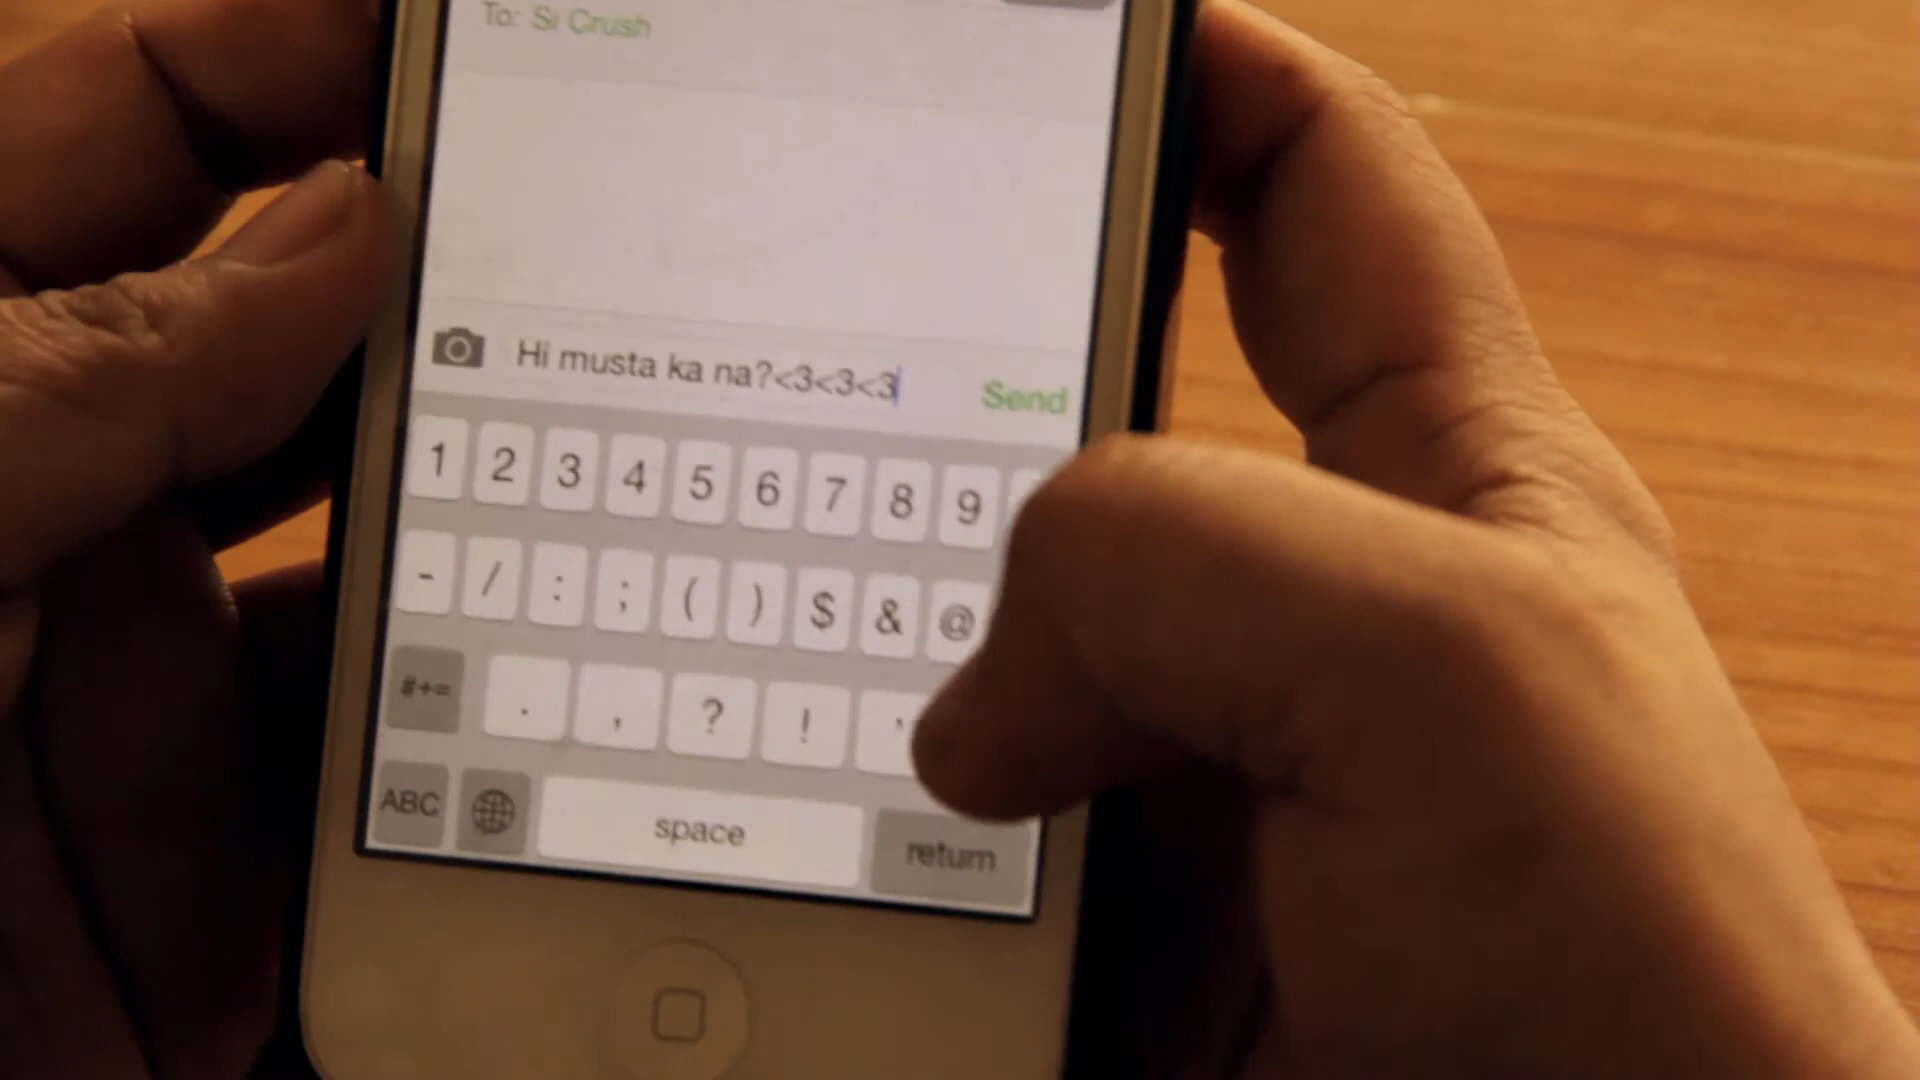 To: Si Crush
Hi musta ka na?<3<3<3
Send
1 2 3 4 5 6 7 8 9
- / : ; ( ) $ & @
#+= . , ? ! '
ABC space return